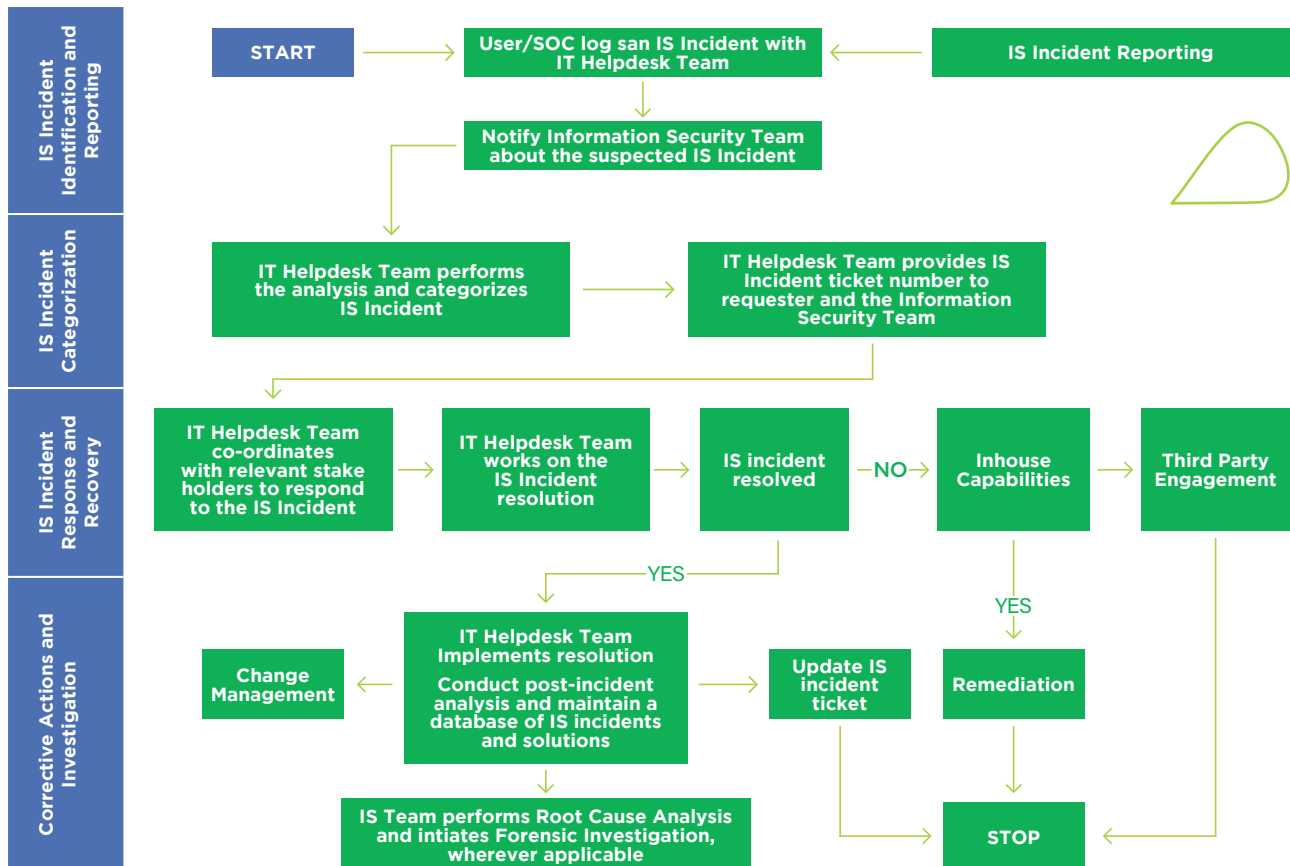 IS Incident
Identification and
Reporting
START
User/SOC log san IS Incident with
IT Helpdesk Team
IS Incident Reporting
Notify Information Security Team
about the suspected IS Incident
IS Incident
Categorization
IT Helpdesk Team performs
the analysis and categorizes
IS Incident
IT Helpdesk Team provides IS
Incident ticket number to
requester and the Information
Security Team
IS Incident
Response and
Recovery
IT Helpdesk Team
co-ordinates
with relevant stake
holders to respond
to the IS Incident
IT Helpdesk Team
works on the
IS Incident
resolution
IS incident
resolved
NO
Inhouse
Capabilities
Third Party
Engagement
YES
YES
Corrective Actions and
Investigation
Change
Management
IT Helpdesk Team
Implements resolution
Conduct post-incident
analysis and maintain a
database of IS incidents
and solutions
Update IS
incident
ticket
Remediation
IS Team performs Root Cause Analysis
and intiates Forensic Investigation,
wherever applicable
STOP